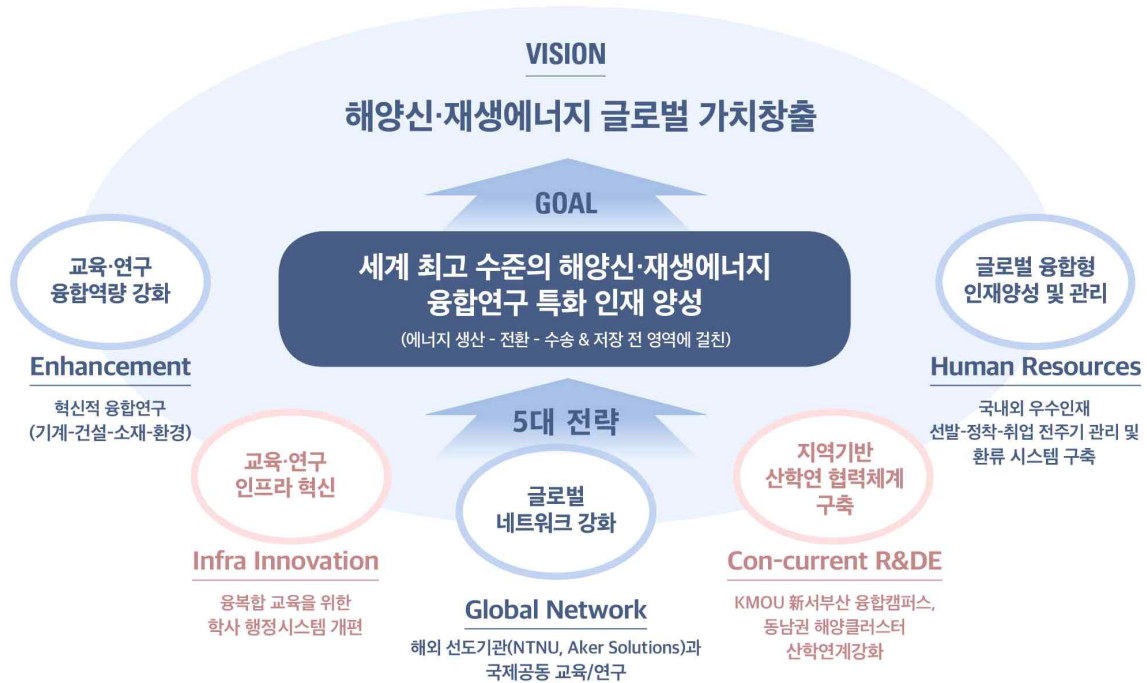 VISION
해양신·재생에너지 글로벌 가치창출
GOAL
세계 최고 수준의 해양신·재생에너지
융합연구 특화 인재 양성
(에너지 생산 - 전환 - 수송 & 저장 전 영역에 걸친)
5대 전략
교육·연구
융합역량 강화
Enhancement
혁신적 융합연구
(기계-건설-소재-환경)
교육·연구
인프라 혁신
Infra Innovation
융복합 교육을 위한
학사 행정시스템 개편
글로벌
네트워크 강화
Global Network
해외 선도기관(NTNU, Aker Solutions)과
국제공동 교육/연구
지역기반
산학연 협력체계
구축
Con-current R&DE
KMOU 新서부산 융합캠퍼스,
동남권 해양클러스터
산학연계강화
글로벌 융합형
인재양성 및 관리
Human Resources
국내외 우수인재
선발-정착-취업 전주기 관리 및
환류 시스템 구축